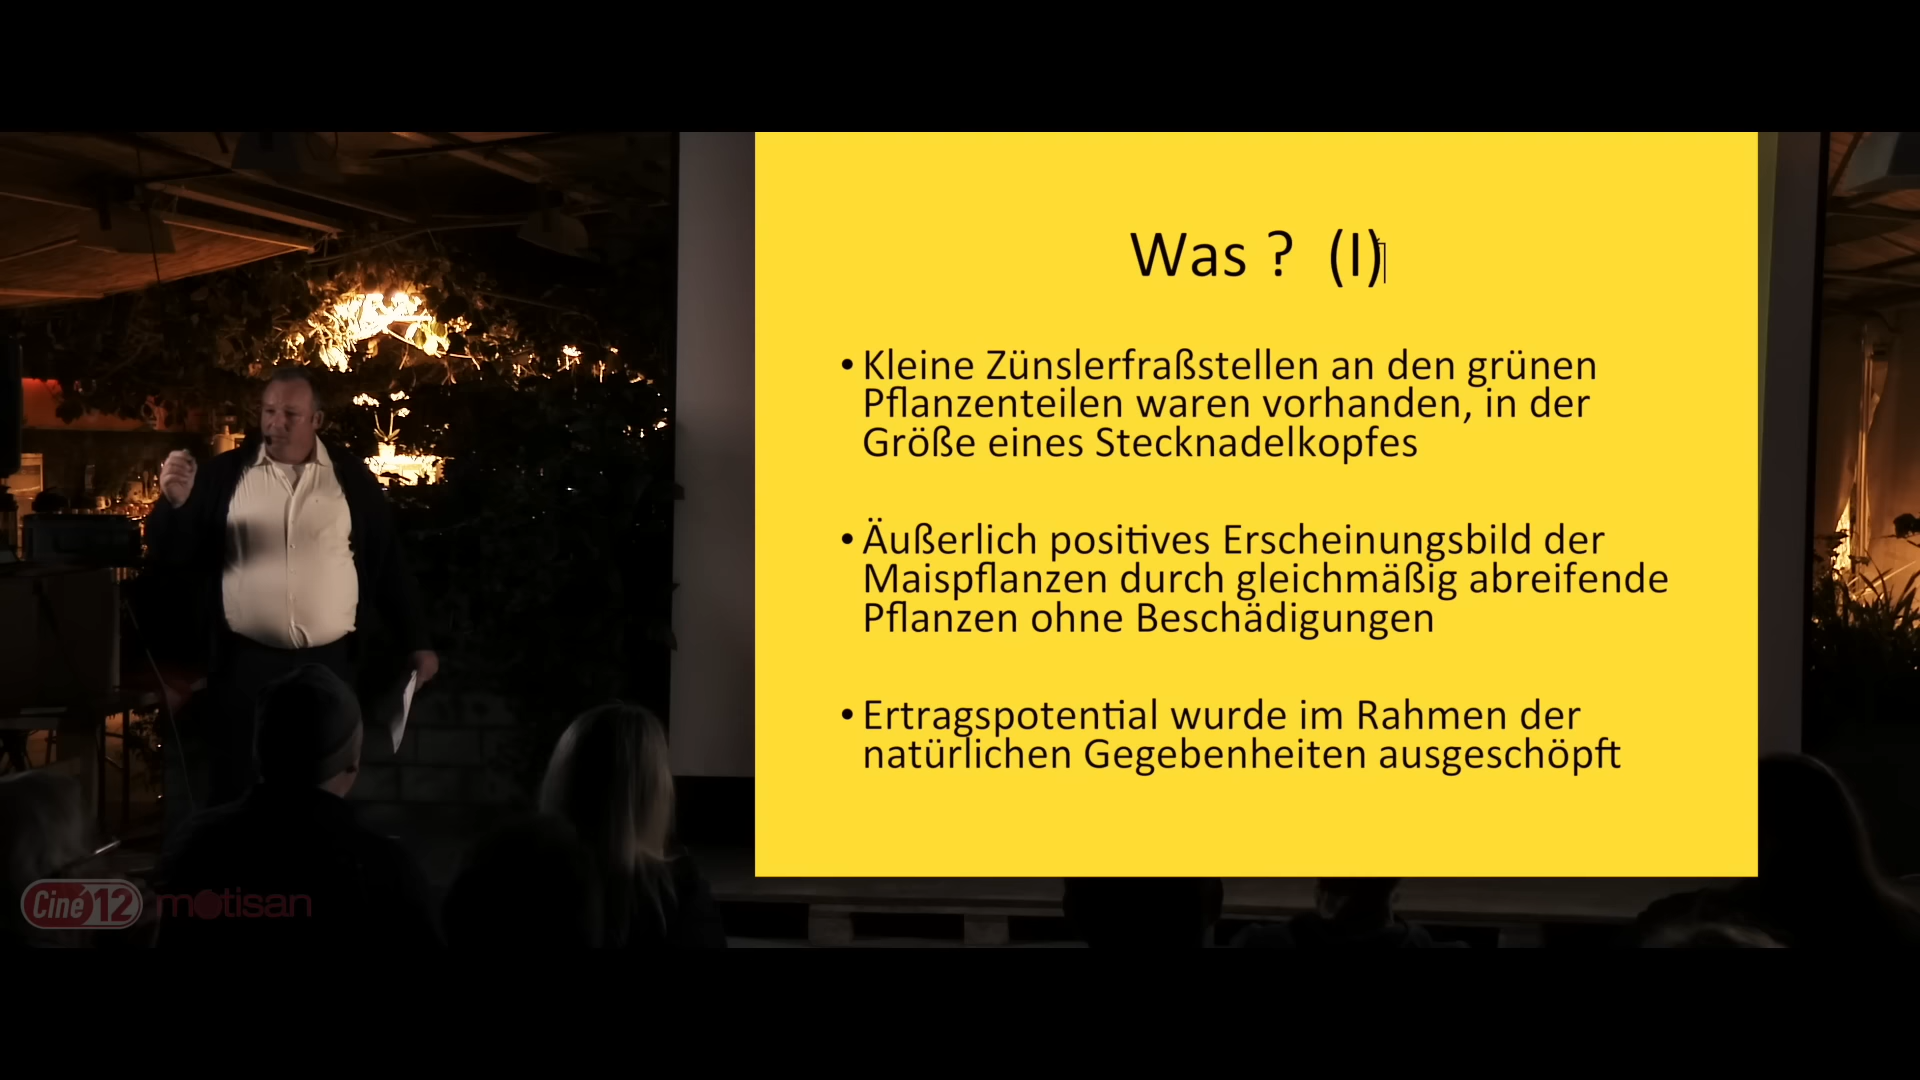 Was ? (I)
• Kleine Zünslerfraßstellen an den grünen
Pflanzenteilen waren vorhanden, in der
Größe eines Stecknadelkopfes
• Äußerlich positives Erscheinungsbild der
Maispflanzen durch gleichmäßig abreifende
Pflanzen ohne Beschädigungen
• Ertragspotential wurde im Rahmen der
natürlichen Gegebenheiten ausgeschöpft
Ciné 12 motisan